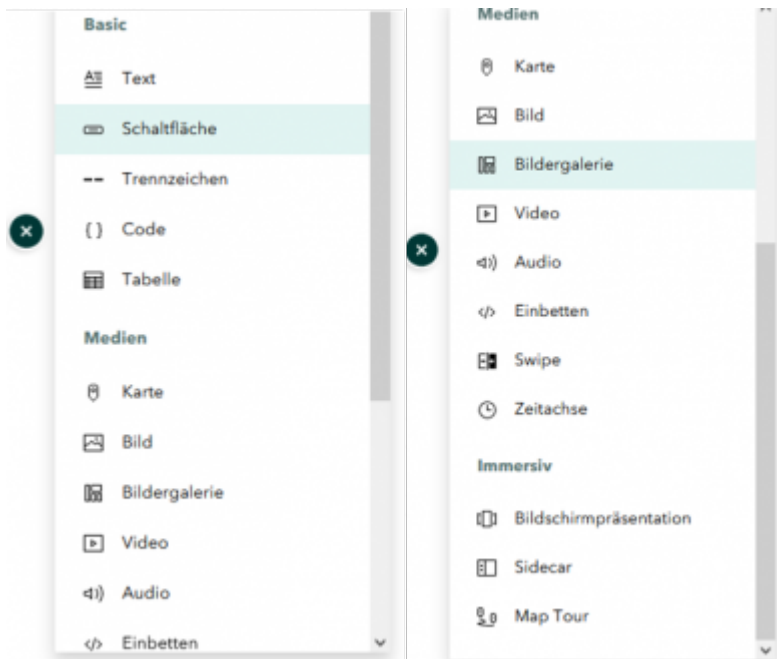 Basic
Text
Schaltfläche
Trennzeichen
{} Code
Tabelle
Medien
Karte
Bild
Bildergalerie
Video
Audio
</> Einbetten
Medien
Karte
Bild
Bildergalerie
Video
Audio
</> Einbetten
Swipe
Zeitachse
Immersiv
Bildschirmpräsentation
Sidecar
Map Tour